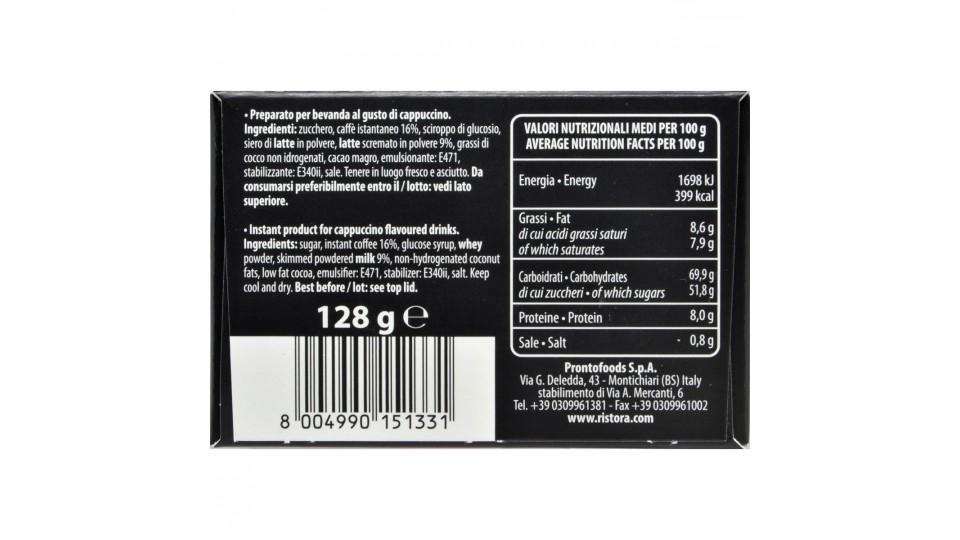 • Preparato per bevanda al gusto di cappuccino.
Ingredienti: zucchero, caffè istantaneo 16%, sciroppo di glucosio,
siero di latte in polvere, latte scremato in polvere 9%, grassi di
cocco non idrogenati, cacao magro, emulsionante: E471,
stabilizzante: E340ii, sale. Tenere in luogo fresco e asciutto. Da
consumarsi preferibilmente entro il / lotto: vedi lato
superiore.
• Instant product for cappuccino flavoured drinks.
Ingredients: sugar, instant coffee 16%, glucose syrup, whey
powder, skimmed powdered milk 9%, non-hydrogenated coconut
fats, low fat cocoa, emulsifier: E471, stabilizer: E340ii, salt. Keep
cool and dry. Best before / lot: see top lid.
128 g ℮
8 004990 151331
VALORI NUTRIZIONALI MEDI PER 100 g
AVERAGE NUTRITION FACTS PER 100 g
Energia • Energy 1698 kJ
399 kcal
Grassi • Fat 8,6 g
di cui acidi grassi saturi
of which saturates 7,9 g
Carboidrati • Carbohydrates 69,9 g
di cui zuccheri • of which sugars 51,8 g
Proteine • Protein 8,0 g
Sale • Salt 0,8 g
Prontofoods S.p.A.
Via G. Deledda, 43 - Montichiari (BS) Italy
stabilimento di Via A. Mercanti, 6
Tel. +39 0309961381 - Fax +39 0309961002
www.ristora.com